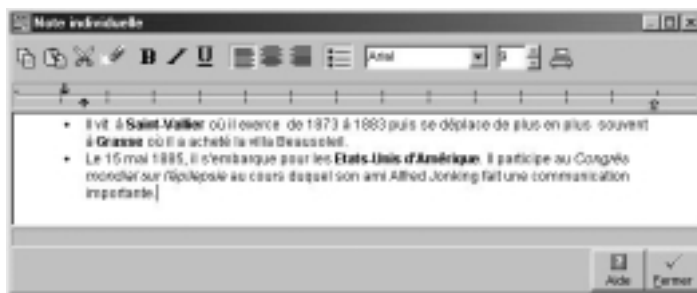 Note individuelle
B I U Arial 9
• Il vit à Saint-Vallier où il exerce de 1873 à 1883 puis se déplace de plus en plus souvent
à Grasse où il a acheté la villa Beausoleil.
• Le 15 mai 1885, il s'embarque pour les Etats-Unis d'Amérique. Il participe au Congrès
mondial sur l'épilepsie au cours duquel son ami Alfred Jonking fait une communication
importante.
Aide Fermer